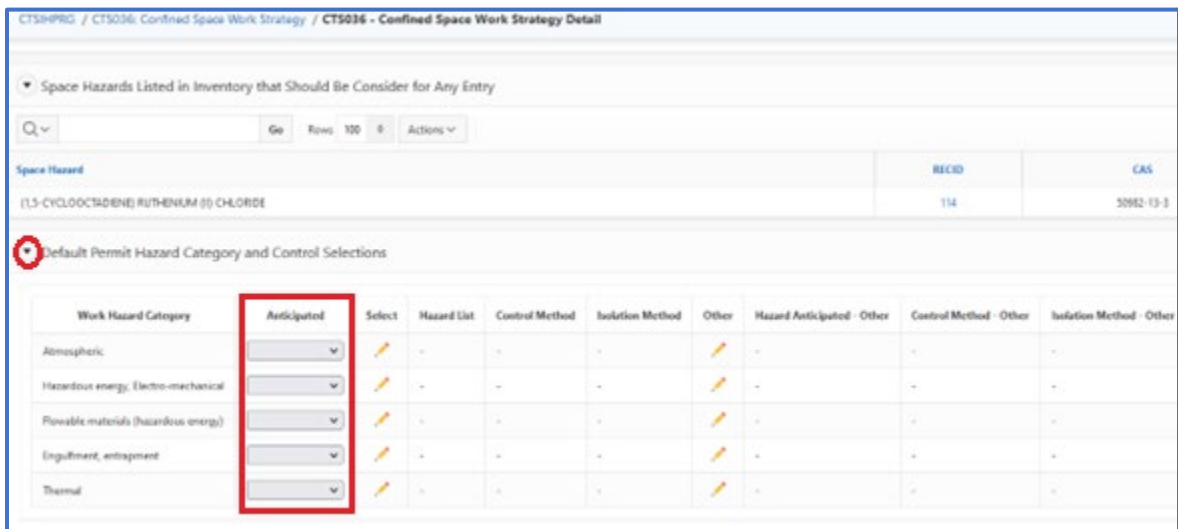 CTSIHPRG / CTS036: Confined Space Work Strategy / CTS036 - Confined Space Work Strategy Detail
Space Hazards Listed in Inventory that Should Be Consider for Any Entry
Go Rows 100 Actions
Space Hazard RECID CAS
(1,5-CYCLOOCTADIENE) RUTHENIUM (II) CHLORIDE 114 50982-13-3
Default Permit Hazard Category and Control Selections
Work Hazard Category Anticipated Select Hazard List Control Method Isolation Method Other Hazard Anticipated - Other Control Method - Other Isolation Method - Other
Atmospheric - - - - - -
Hazardous energy, Electro-mechanical - - - - - -
Flowable materials (hazardous energy) - - - - - -
Engulfment, entrapment - - - - - -
Thermal - - - - - -